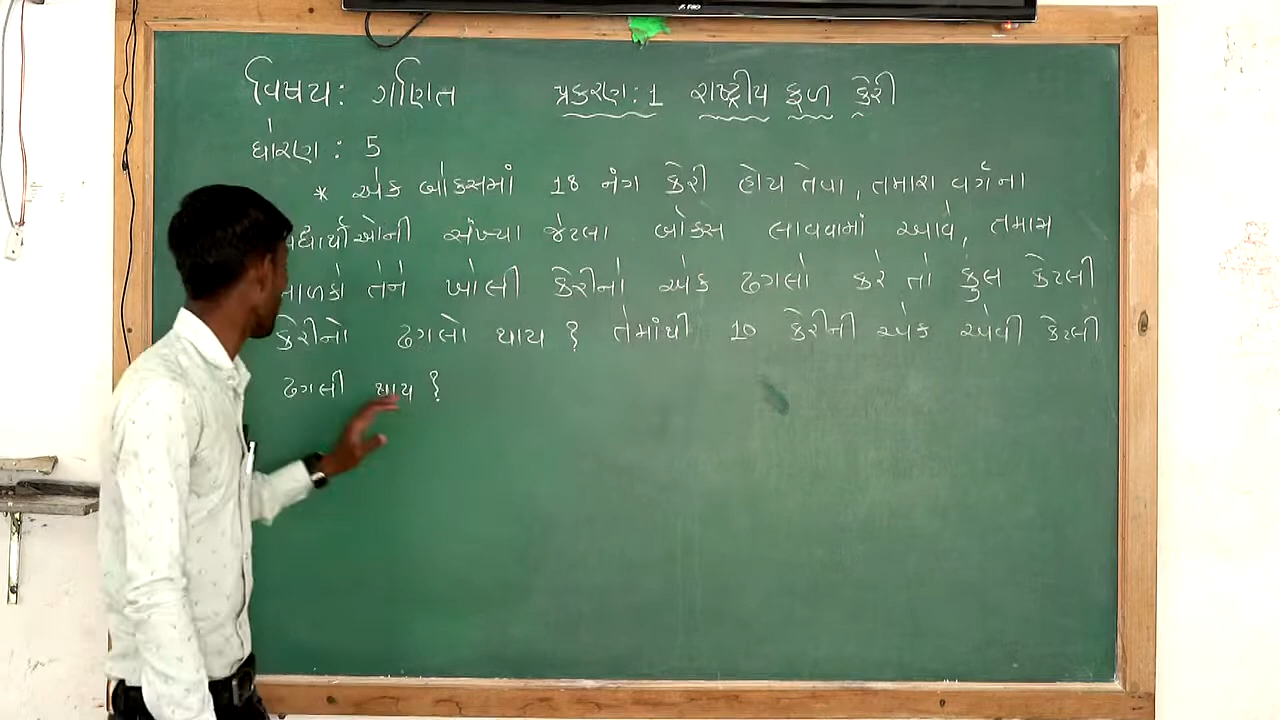 વિષય: ગણિત પ્રકરણ: 1 રાષ્ટ્રીય ફળ કેરી
ધોરણ: 5
* એક બોક્સમાં 18 નંગ કેરી હોય તેવા, તમારા વર્ગના
વિદ્યાર્થીઓની સંખ્યા જેટલા બોક્સ લાવવામાં આવે, તમામ
બાળકો તેને ખોલી કેરીનો એક ઢગલો કરે તો કુલ કેટલી
કેરીનો ઢગલો થાય ? તેમાંથી 10 કેરીની એક એવી કેટલી
ઢગલી થાય ?